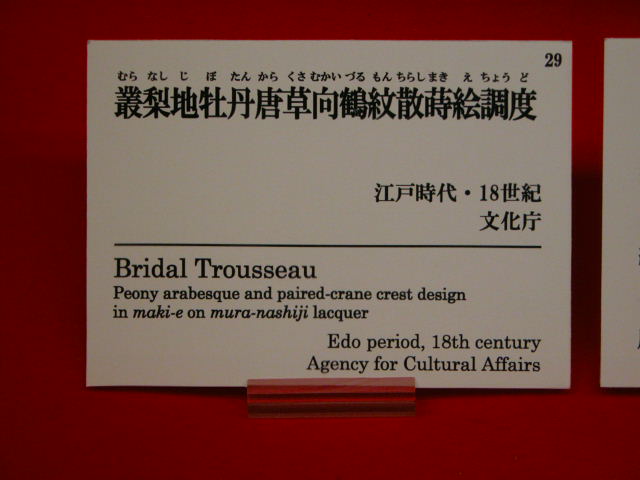 29
むらなしじぼたんからくさむかいづるもんちらしまきえちょうど
叢梨地牡丹唐草向鶴紋散蒔絵調度
江戸時代・18世紀
文化庁
Bridal Trousseau
Peony arabesque and paired-crane crest design
in maki-e on mura-nashiji lacquer
Edo period, 18th century
Agency for Cultural Affairs